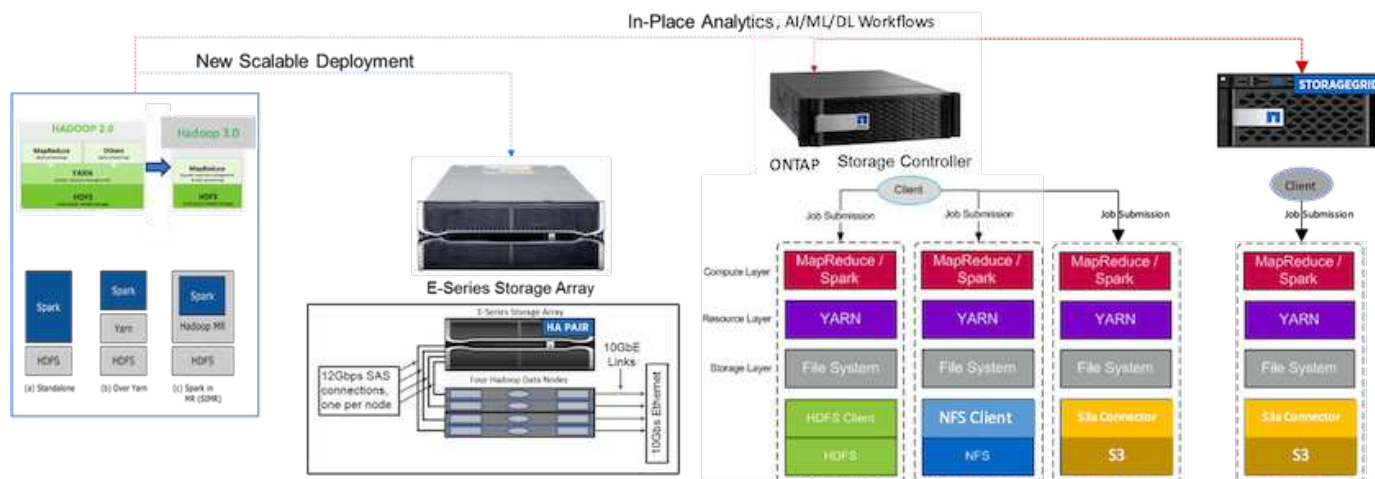 In-Place Analytics, AI/ML/DL Workflows
New Scalable Deployment
HADOOP 2.0
MapReduce
Others
YARN
HDFS
Hadoop 3.0
MapReduce
HDFS
Spark
HDFS
(a) Standalone
Spark
Yarn
HDFS
(b) Over Yarn
Spark
Hadoop MR
HDFS
(c) Spark in
MR (SIMR)
E-Series Storage Array
E-Series Storage Array
HA PAIR
10GbE
Links
12Gbps SAS
connections,
one per node
Four Hadoop Data Nodes
10Gbs Ethernet
ONTAP
Storage Controller
Client
Job Submission
Job Submission
Job Submission
Compute Layer
Resource Layer
Storage Layer
MapReduce /
Spark
YARN
File System
HDFS Client
HDFS
MapReduce /
Spark
YARN
File System
NFS Client
NFS
MapReduce /
Spark
YARN
File System
S3a Connector
S3
STORAGEGRID
Client
Job Submission
MapReduce /
Spark
YARN
File System
S3a Connector
S3